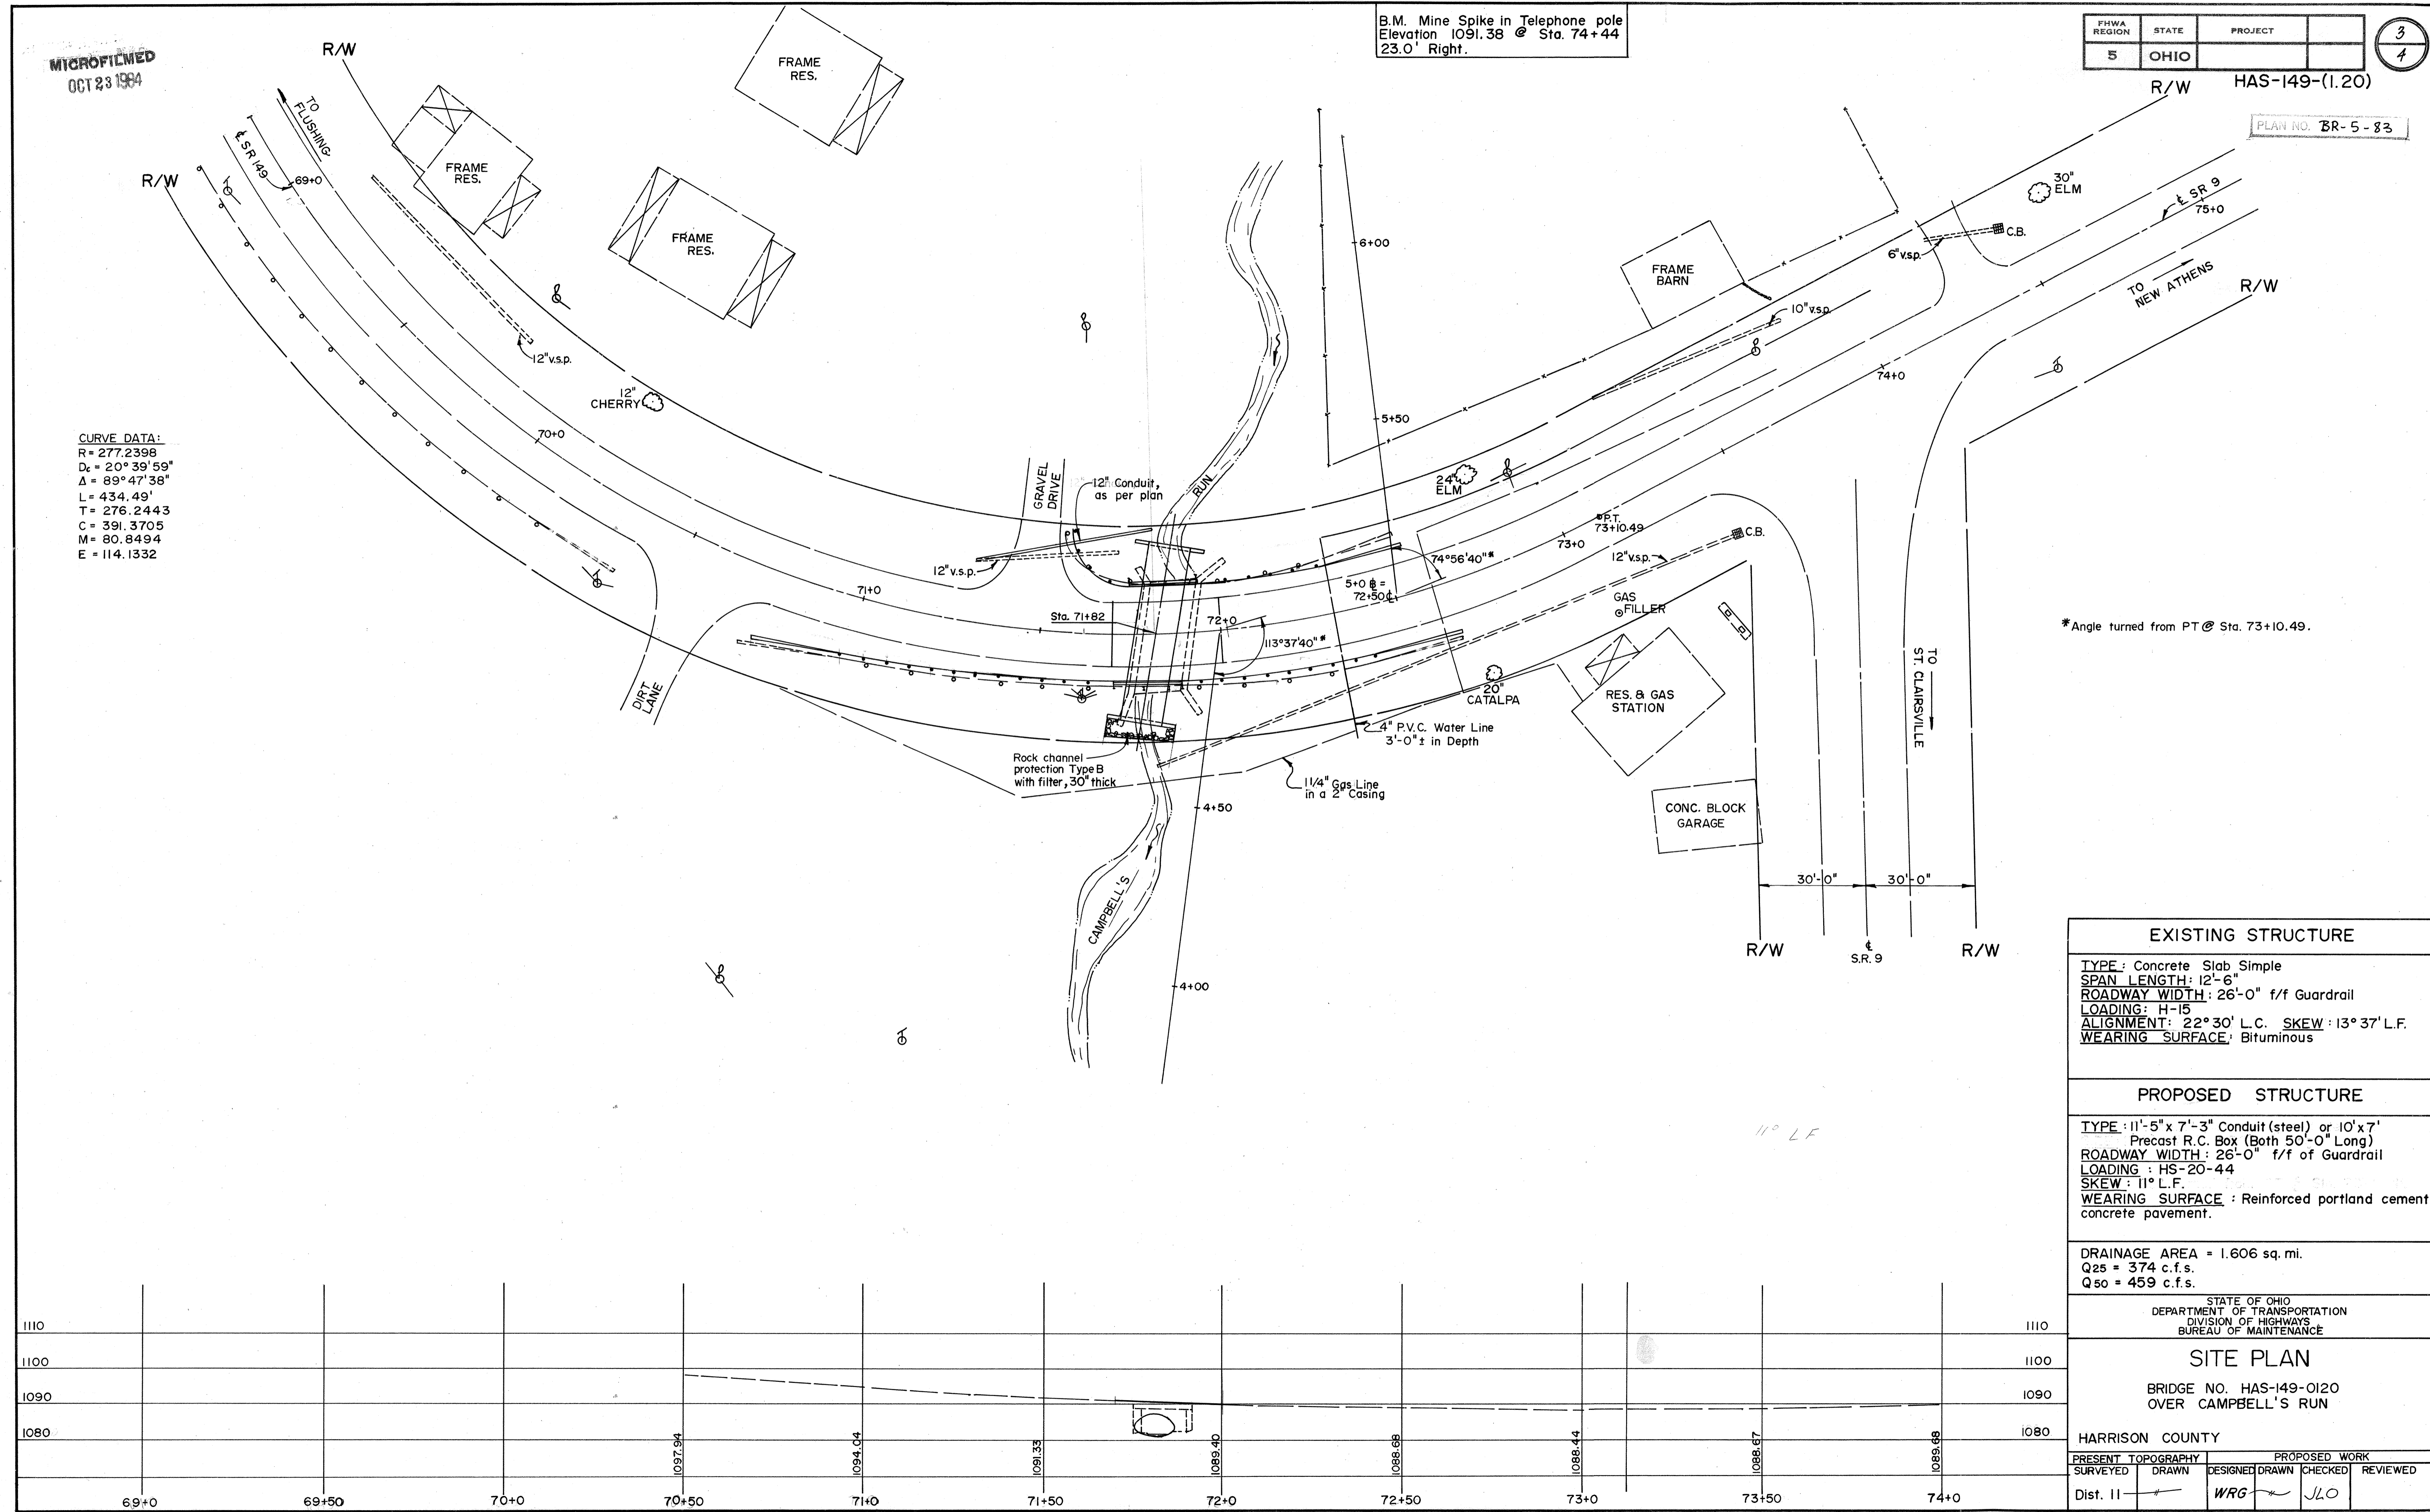 MICROFILMED
OCT 23 1984
B.M. Mine Spike in Telephone pole
Elevation 1091.38 @ Sta. 74+44
23.0' Right.
FHWA REGION STATE PROJECT
5 OHIO
3
4
HAS-149-(1.20)
PLAN NO. BR-5-83
R/W
R/W
R/W
R/W
TO FLUSHING
℄ SR 149
69+0
FRAME RES.
FRAME RES.
FRAME RES.
12" v.s.p.
12" CHERRY
70+0
CURVE DATA:
R = 277.2398
Dc = 20°39'59"
Δ = 89°47'38"
L = 434.49'
T = 276.2443
C = 391.3705
M = 80.8494
E = 114.1332
GRAVEL DRIVE
12" Conduit, as per plan
RUN
12" v.s.p.
71+0
Sta. 71+82
72+0
113°37'40"*
DIRT LANE
Rock channel
protection Type B
with filter, 30" thick
CAMPBELL'S
6+00
5+50
24" ELM
74°56'40"*
5+0 ⅊ =
72+50 ℄
P.T.
73+10.49
73+0
12" v.s.p.
C.B.
GAS FILLER
20" CATALPA
4" P.V.C. Water Line
3'-0" ± in Depth
1 1/4" Gas Line
in a 2" Casing
4+50
4+00
RES. & GAS STATION
CONC. BLOCK GARAGE
FRAME BARN
10" v.s.p.
6" v.s.p.
C.B.
30" ELM
℄ SR 9
75+0
74+0
TO NEW ATHENS
TO ST. CLAIRSVILLE
30'-0" 30'-0"
R/W
℄
S.R. 9
R/W
*Angle turned from PT @ Sta. 73+10.49.
11° LF
EXISTING STRUCTURE
TYPE: Concrete Slab Simple
SPAN LENGTH: 12'-6"
ROADWAY WIDTH: 26'-0" f/f Guardrail
LOADING: H-15
ALIGNMENT: 22°30' L.C. SKEW: 13°37' L.F.
WEARING SURFACE: Bituminous
PROPOSED STRUCTURE
TYPE: 11'-5" x 7'-3" Conduit (steel) or 10'x7'
Precast R.C. Box (Both 50'-0" Long)
ROADWAY WIDTH: 26'-0" f/f of Guardrail
LOADING: HS-20-44
SKEW: 11° L.F.
WEARING SURFACE: Reinforced portland cement
concrete pavement.
DRAINAGE AREA = 1.606 sq. mi.
Q25 = 374 c.f.s.
Q50 = 459 c.f.s.
STATE OF OHIO
DEPARTMENT OF TRANSPORTATION
DIVISION OF HIGHWAYS
BUREAU OF MAINTENANCE
SITE PLAN
BRIDGE NO. HAS-149-0120
OVER CAMPBELL'S RUN
HARRISON COUNTY
PRESENT TOPOGRAPHY PROPOSED WORK
SURVEYED DRAWN DESIGNED DRAWN CHECKED REVIEWED
Dist. 11 WRG JLO
1110 1110
1100 1100
1090 1090
1080 1080
1097.94 1094.04 1091.33 1089.40 1088.68 1088.44 1088.67 1089.68
69+0 69+50 70+0 70+50 71+0 71+50 72+0 72+50 73+0 73+50 74+0